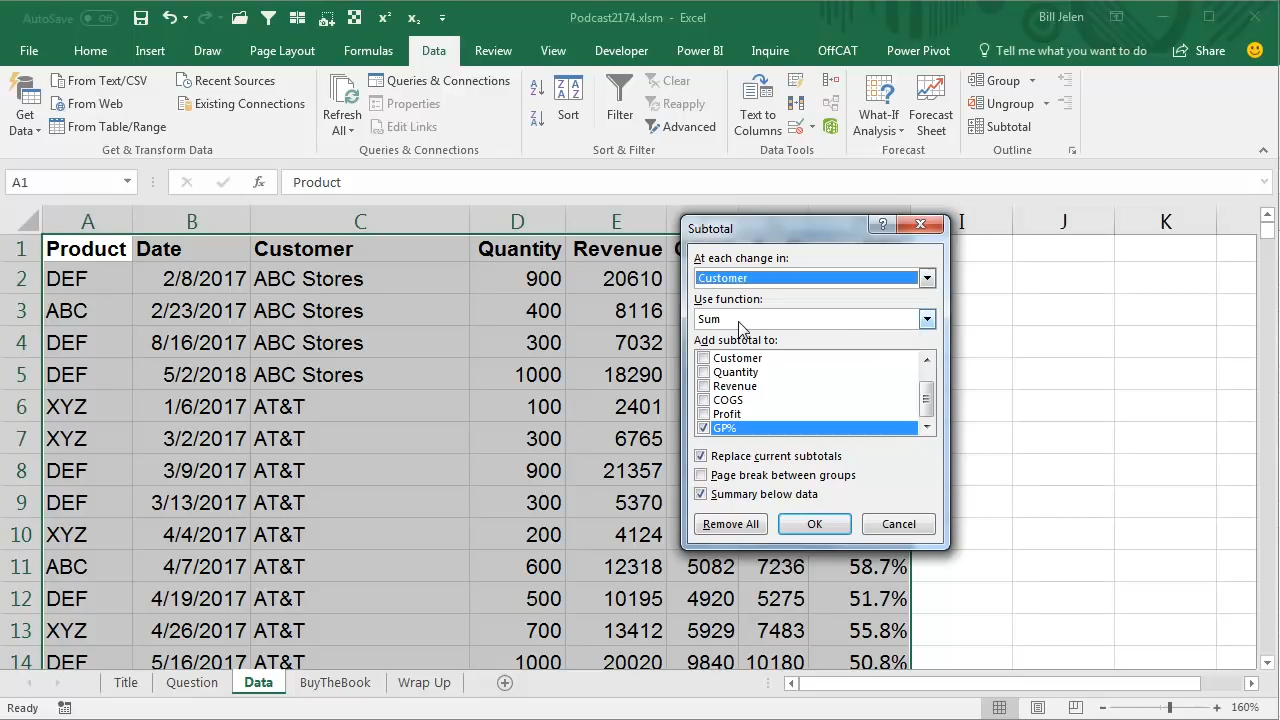 AutoSave Off
Podcast2174.xlsm - Excel
Bill Jelen
File Home Insert Draw Page Layout Formulas Data Review View Developer Power BI Inquire OffCAT Power Pivot Tell me what you want to do Share
Get Data
From Text/CSV
From Web
From Table/Range
Recent Sources
Existing Connections
Get & Transform Data
Refresh All
Queries & Connections
Properties
Edit Links
Queries & Connections
Sort
Filter
Clear
Reapply
Advanced
Sort & Filter
Text to Columns
Data Tools
What-If Analysis
Forecast Sheet
Forecast
Group
Ungroup
Subtotal
Outline
A1 fx Product
A B C D E I J K
1 Product Date Customer Quantity Revenue
2 DEF 2/8/2017 ABC Stores 900 20610
3 ABC 2/23/2017 ABC Stores 400 8116
4 DEF 8/16/2017 ABC Stores 300 7032
5 DEF 5/2/2018 ABC Stores 1000 18290
6 XYZ 1/6/2017 AT&T 100 2401
7 XYZ 3/2/2017 AT&T 300 6765
8 DEF 3/9/2017 AT&T 900 21357
9 DEF 3/13/2017 AT&T 300 5370
10 XYZ 4/4/2017 AT&T 200 4124
11 ABC 4/7/2017 AT&T 600 12318 5082 7236 58.7%
12 DEF 4/19/2017 AT&T 500 10195 4920 5275 51.7%
13 XYZ 4/26/2017 AT&T 700 13412 5929 7483 55.8%
14 DEF 5/16/2017 AT&T 1000 20020 9840 10180 50.8%
Subtotal
At each change in:
Customer
Use function:
Sum
Add subtotal to:
Customer
Quantity
Revenue
COGS
Profit
GP%
Replace current subtotals
Page break between groups
Summary below data
Remove All OK Cancel
Title Question Data BuyTheBook Wrap Up
Ready 160%